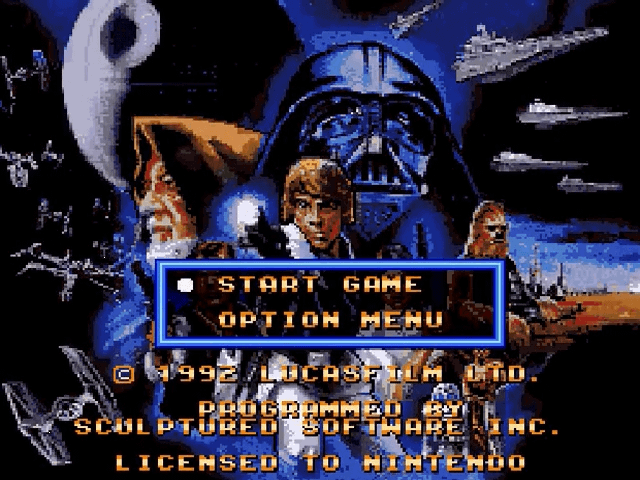 START GAME
OPTION MENU
© 1992 LUCASFILM LTD.
PROGRAMMED BY
SCULPTURED SOFTWARE INC.
LICENSED TO NINTENDO